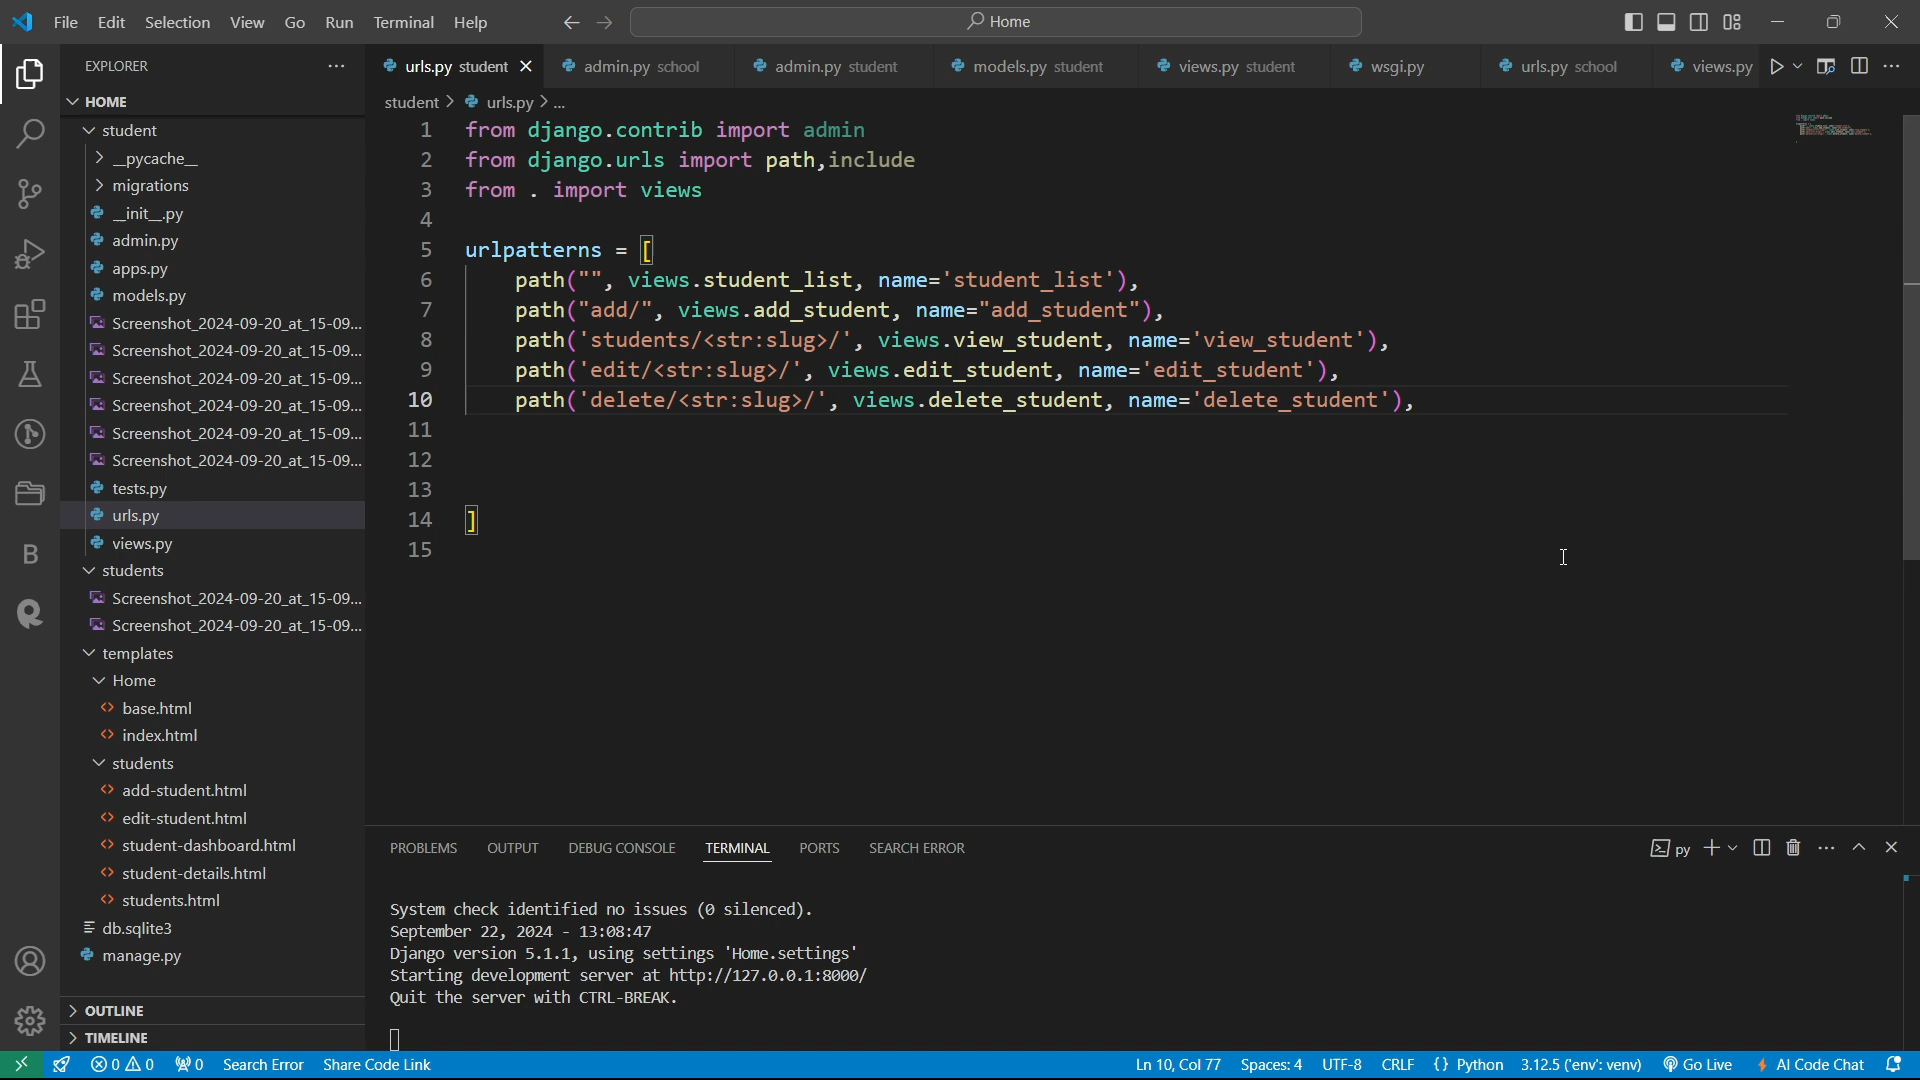 File Edit Selection View Go Run Terminal Help
Home
EXPLORER
HOME
student
__pycache__
migrations
__init__.py
admin.py
apps.py
models.py
Screenshot_2024-09-20_at_15-09...
Screenshot_2024-09-20_at_15-09...
Screenshot_2024-09-20_at_15-09...
Screenshot_2024-09-20_at_15-09...
Screenshot_2024-09-20_at_15-09...
Screenshot_2024-09-20_at_15-09...
tests.py
urls.py
views.py
students
Screenshot_2024-09-20_at_15-09...
Screenshot_2024-09-20_at_15-09...
templates
Home
base.html
index.html
students
add-student.html
edit-student.html
student-dashboard.html
student-details.html
students.html
db.sqlite3
manage.py
OUTLINE
TIMELINE
urls.py student admin.py school admin.py student models.py student views.py student wsgi.py urls.py school views.py
student > urls.py > ...
1 from django.contrib import admin
2 from django.urls import path,include
3 from . import views
4
5 urlpatterns = [
6 path("", views.student_list, name='student_list'),
7 path("add/", views.add_student, name="add_student"),
8 path('students/<str:slug>/', views.view_student, name='view_student'),
9 path('edit/<str:slug>/', views.edit_student, name='edit_student'),
10 path('delete/<str:slug>/', views.delete_student, name='delete_student'),
11
12
13
14 ]
15
PROBLEMS OUTPUT DEBUG CONSOLE TERMINAL PORTS SEARCH ERROR
py
System check identified no issues (0 silenced).
September 22, 2024 - 13:08:47
Django version 5.1.1, using settings 'Home.settings'
Starting development server at http://127.0.0.1:8000/
Quit the server with CTRL-BREAK.
0 0 0 Search Error Share Code Link Ln 10, Col 77 Spaces: 4 UTF-8 CRLF {} Python 3.12.5 ('env': venv) Go Live AI Code Chat